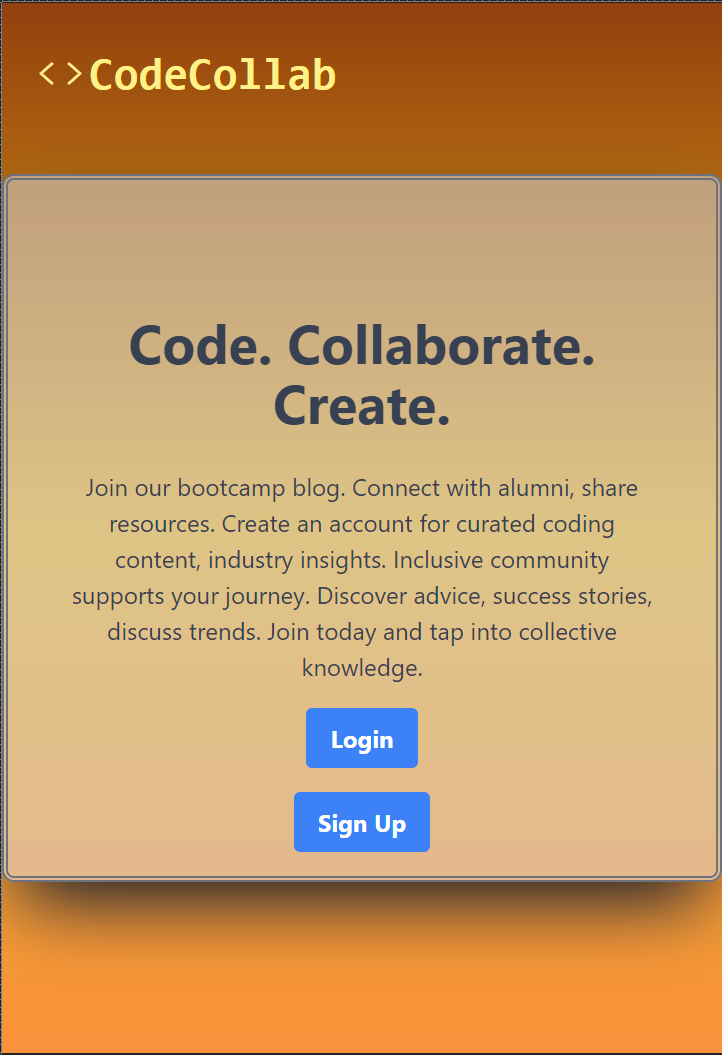 <>CodeCollab
Code. Collaborate.
Create.
Join our bootcamp blog. Connect with alumni, share
resources. Create an account for curated coding
content, industry insights. Inclusive community
supports your journey. Discover advice, success stories,
discuss trends. Join today and tap into collective
knowledge.
Login
Sign Up